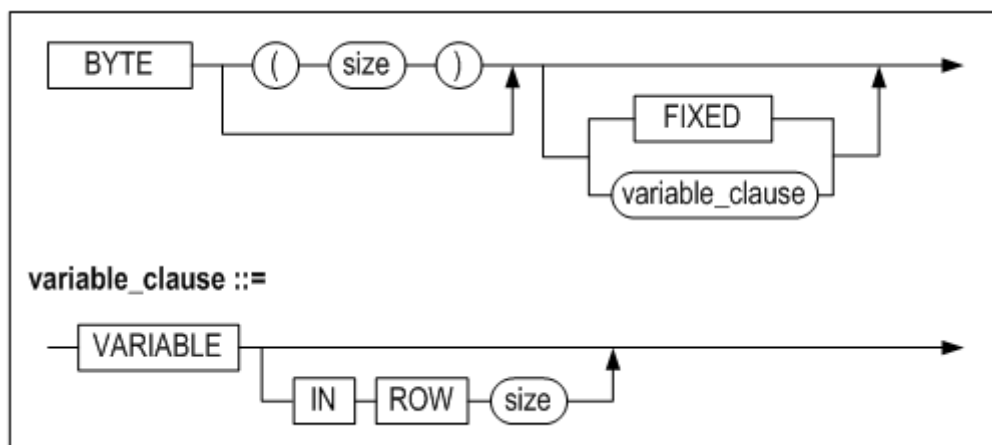 BYTE ( size )
FIXED
variable_clause
variable_clause ::=
VARIABLE
IN ROW size